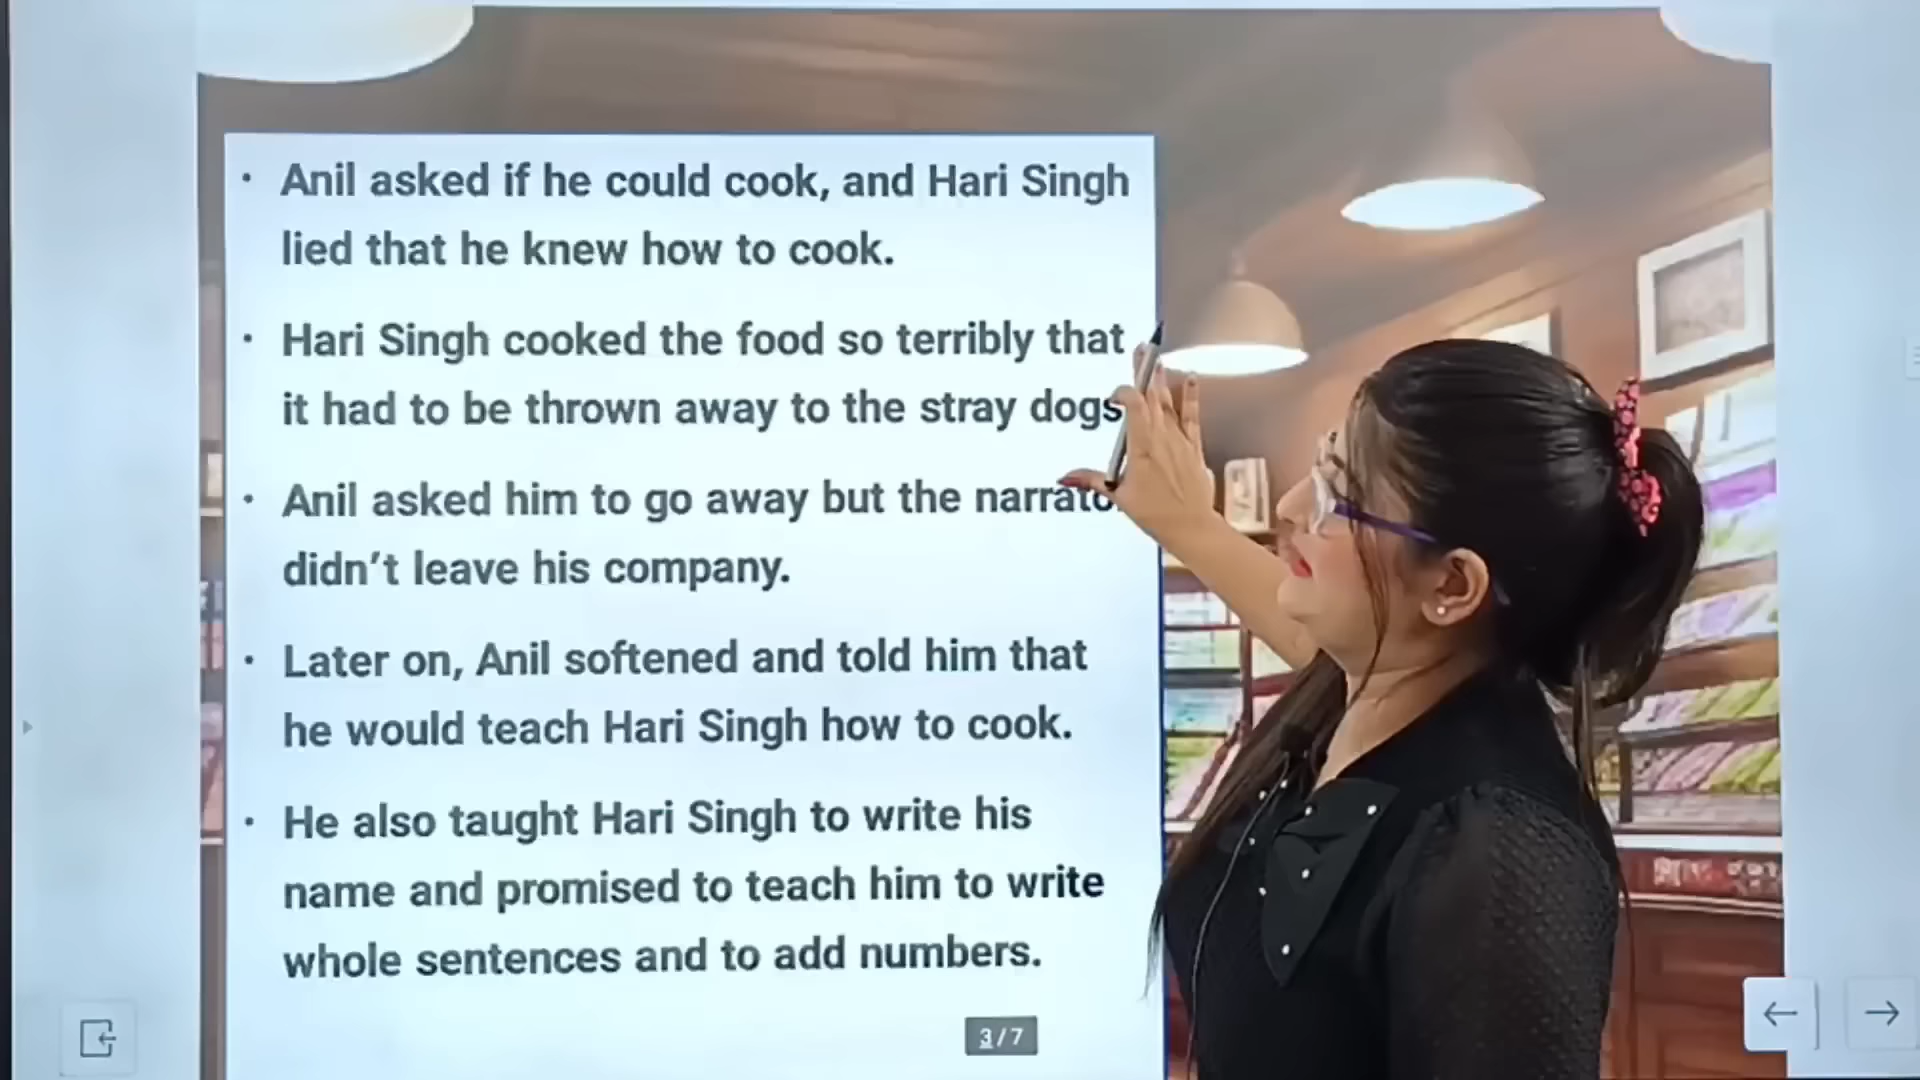 • Anil asked if he could cook, and Hari Singh
lied that he knew how to cook.
• Hari Singh cooked the food so terribly that
it had to be thrown away to the stray dogs
• Anil asked him to go away but the
didn’t leave his company.
• Later on, Anil softened and told him that
he would teach Hari Singh how to cook.
• He also taught Hari Singh to write his
name and promised to teach him to write
whole sentences and to add numbers.
3/7